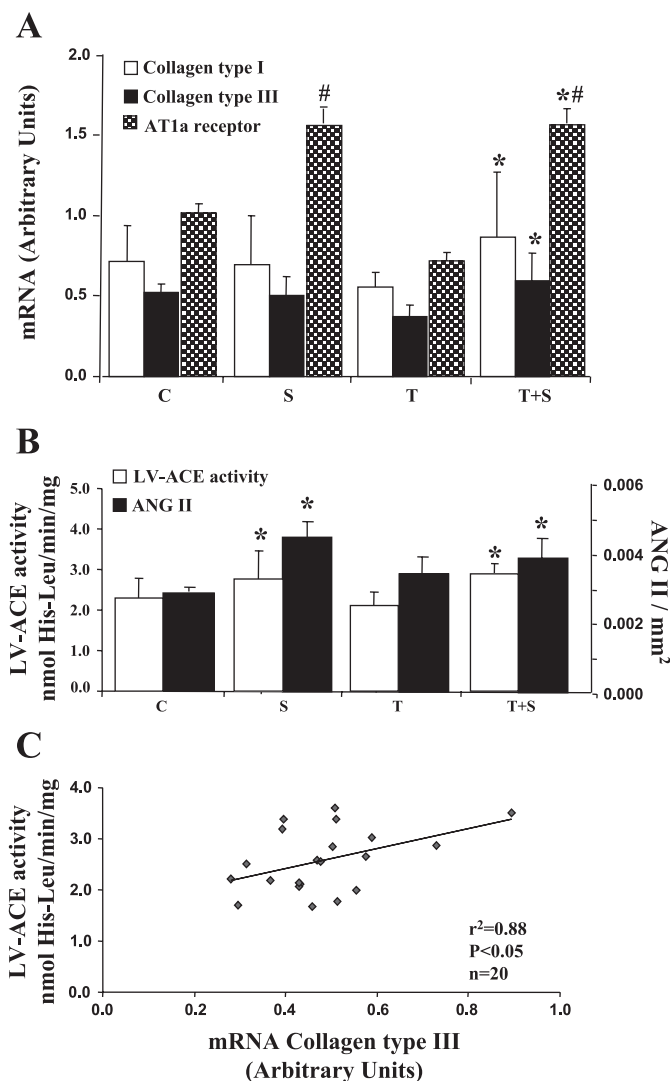 A
2.0
Collagen type I
Collagen type III
AT1a receptor
#
*#
*
*
1.5
1.0
0.5
0.0
mRNA (Arbitrary Units)
C S T T+S
B
LV-ACE activity
ANG II
5.0
4.0
3.0
2.0
1.0
0.0
LV-ACE activity
nmol His-Leu/min/mg
* * * *
0.006
0.004
0.002
0.000
ANG II / mm²
C S T T+S
C
4.0
3.0
2.0
1.0
0.0
LV-ACE activity
nmol His-Leu/min/mg
r²=0.88
P<0.05
n=20
0.0 0.2 0.4 0.6 0.8 1.0
mRNA Collagen type III
(Arbitrary Units)